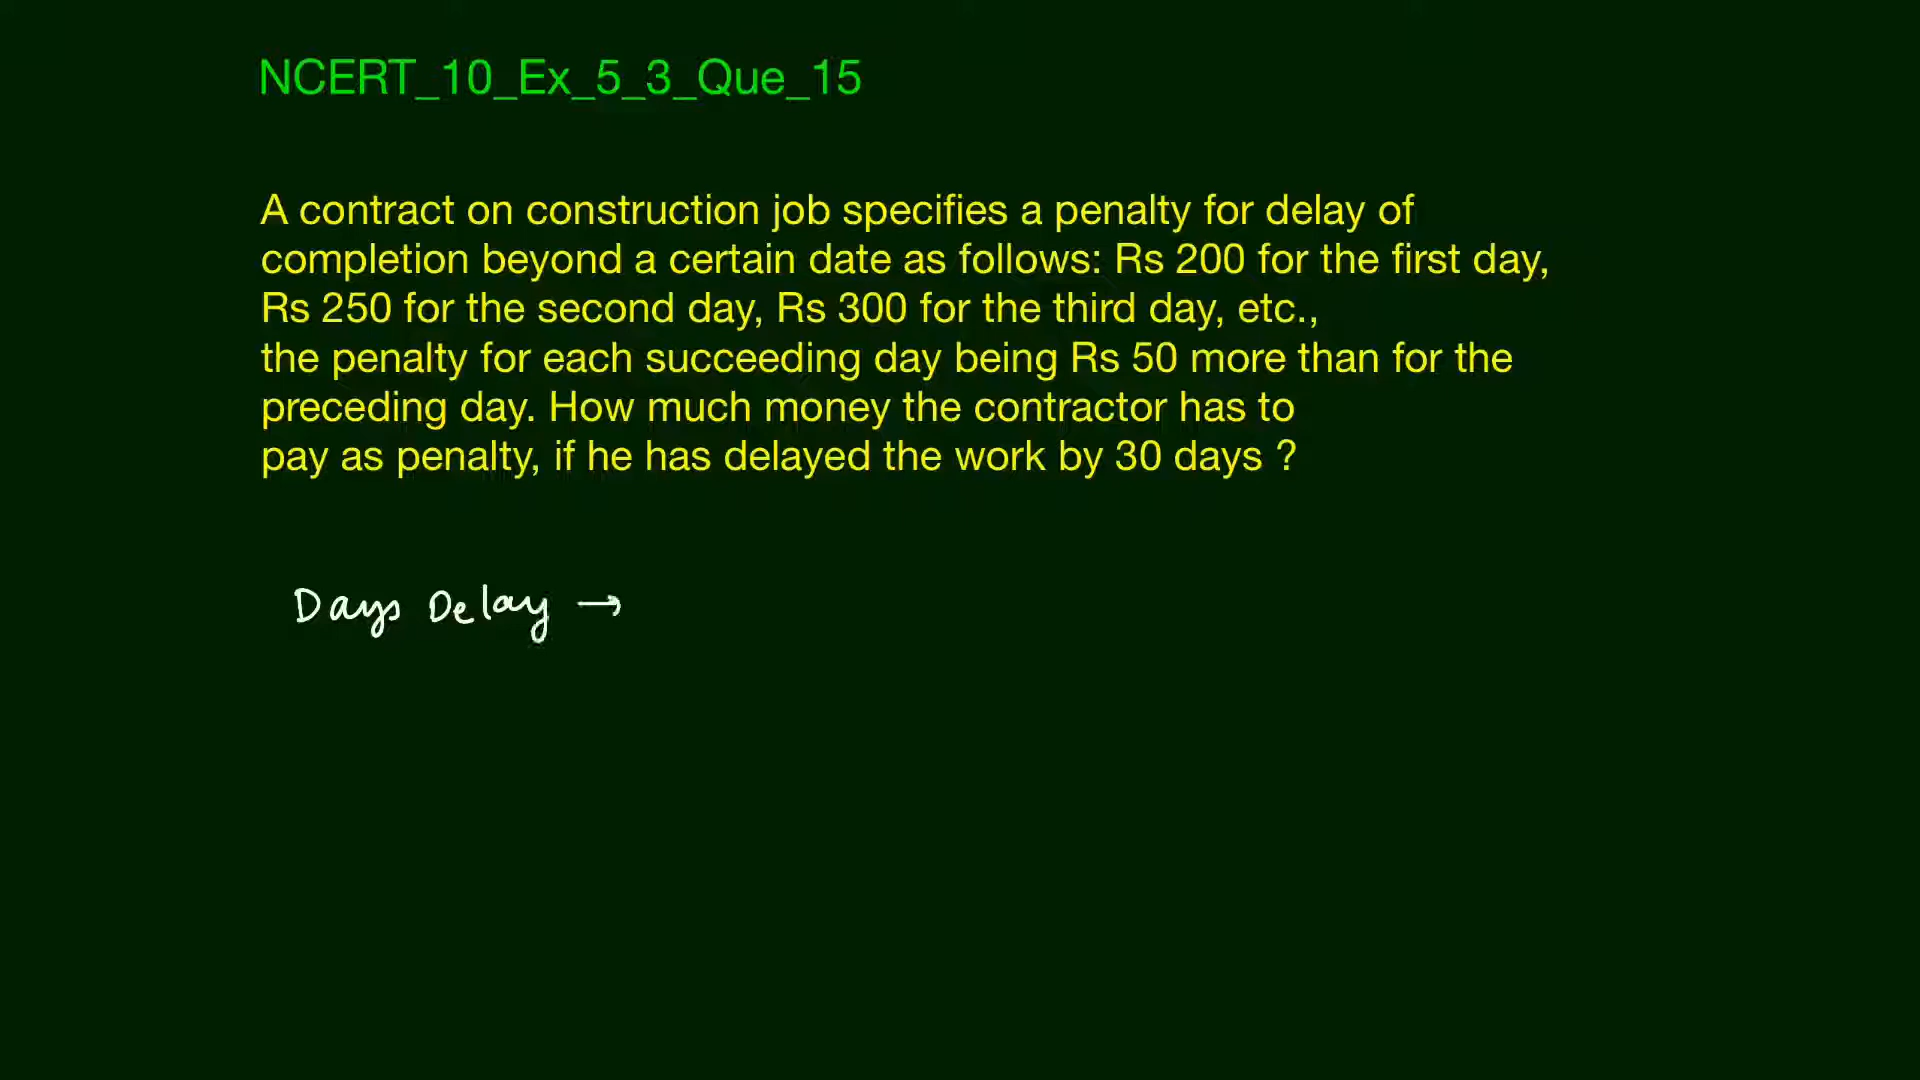 NCERT_10_Ex_5_3_Que_15
A contract on construction job specifies a penalty for delay of
completion beyond a certain date as follows: Rs 200 for the first day,
Rs 250 for the second day, Rs 300 for the third day, etc.,
the penalty for each succeeding day being Rs 50 more than for the
preceding day. How much money the contractor has to
pay as penalty, if he has delayed the work by 30 days ?
Days Delay →